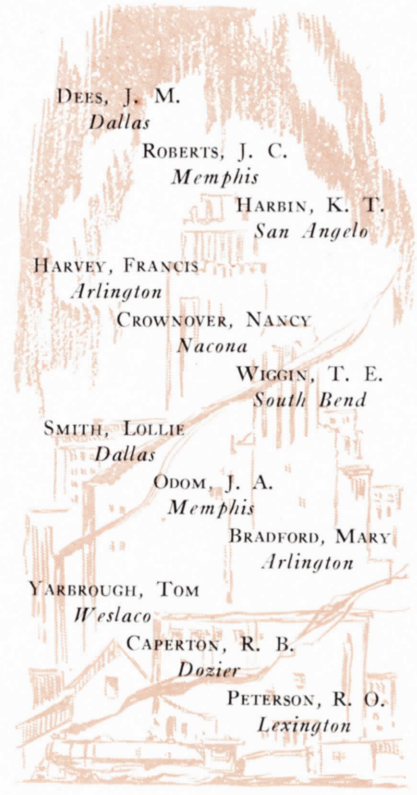 DEES, J. M.
Dallas
ROBERTS, J. C.
Memphis
HARBIN, K. T.
San Angelo
HARVEY, FRANCIS
Arlington
CROWNOVER, NANCY
Nacona
WIGGIN, T. E.
South Bend
SMITH, LOLLIE
Dallas
ODOM, J. A.
Memphis
BRADFORD, MARY
Arlington
YARBROUGH, TOM
Weslaco
CAPERTON, R. B.
Dozier
PETERSON, R. O.
Lexington